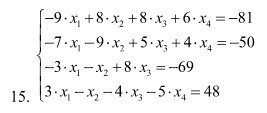 -9·x₁+8·x₂+8·x₃+6·x₄=-81
-7·x₁-9·x₂+5·x₃+4·x₄=-50
-3·x₁-x₂+8·x₃=-69
15. 3·x₁-x₂-4·x₃-5·x₄=48